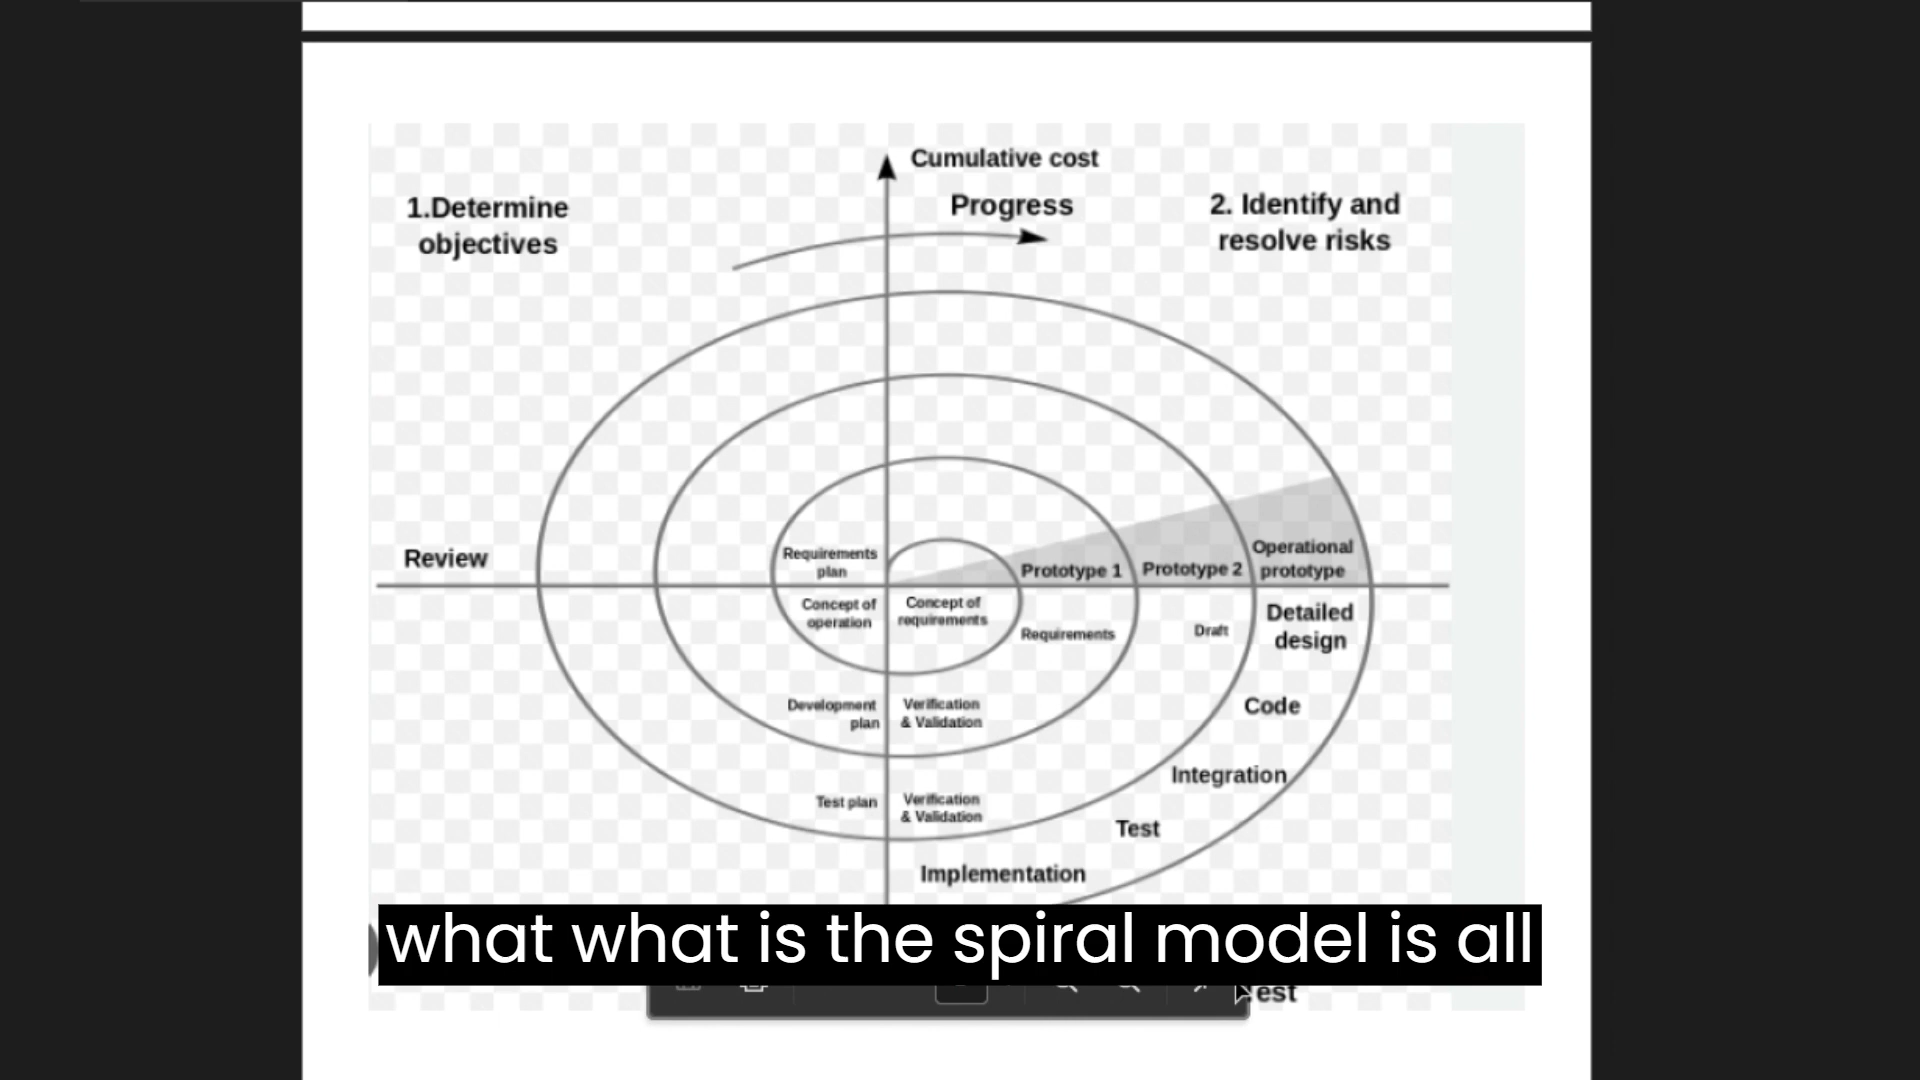 Cumulative cost
Progress
1.Determine
objectives
2. Identify and
resolve risks
Review
Requirements
plan
Prototype 1
Prototype 2
Operational
prototype
Concept of
operation
Concept of
requirements
Requirements
Draft
Detailed
design
Development
plan
Verification
& Validation
Code
Integration
Test plan
Verification
& Validation
Test
Implementation
what what is the spiral model is all